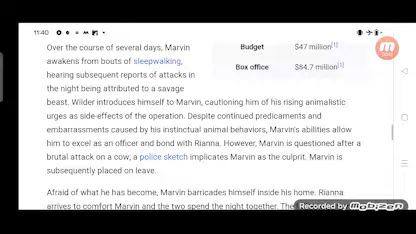 11:40
Over the course of several days, Marvin
awakens from bouts of sleepwalking,
hearing subsequent reports of attacks in
the night being attributed to a savage
beast. Wilder introduces himself to Marvin, cautioning him of his rising animalistic
urges as side-effects of the operation. Despite continued predicaments and
embarrassments caused by his instinctual animal behaviors, Marvin's abilities allow
him to excel as an officer and bond with Rianna. However, Marvin is questioned after a
brutal attack on a cow; a police sketch implicates Marvin as the culprit. Marvin is
subsequently placed on leave.
Afraid of what he has become, Marvin barricades himself inside his home. Rianna
arrives to comfort Marvin and the two spend the night together. The
Budget $47 million[1]
Box office $84.7 million[1]
Recorded by Mobizen